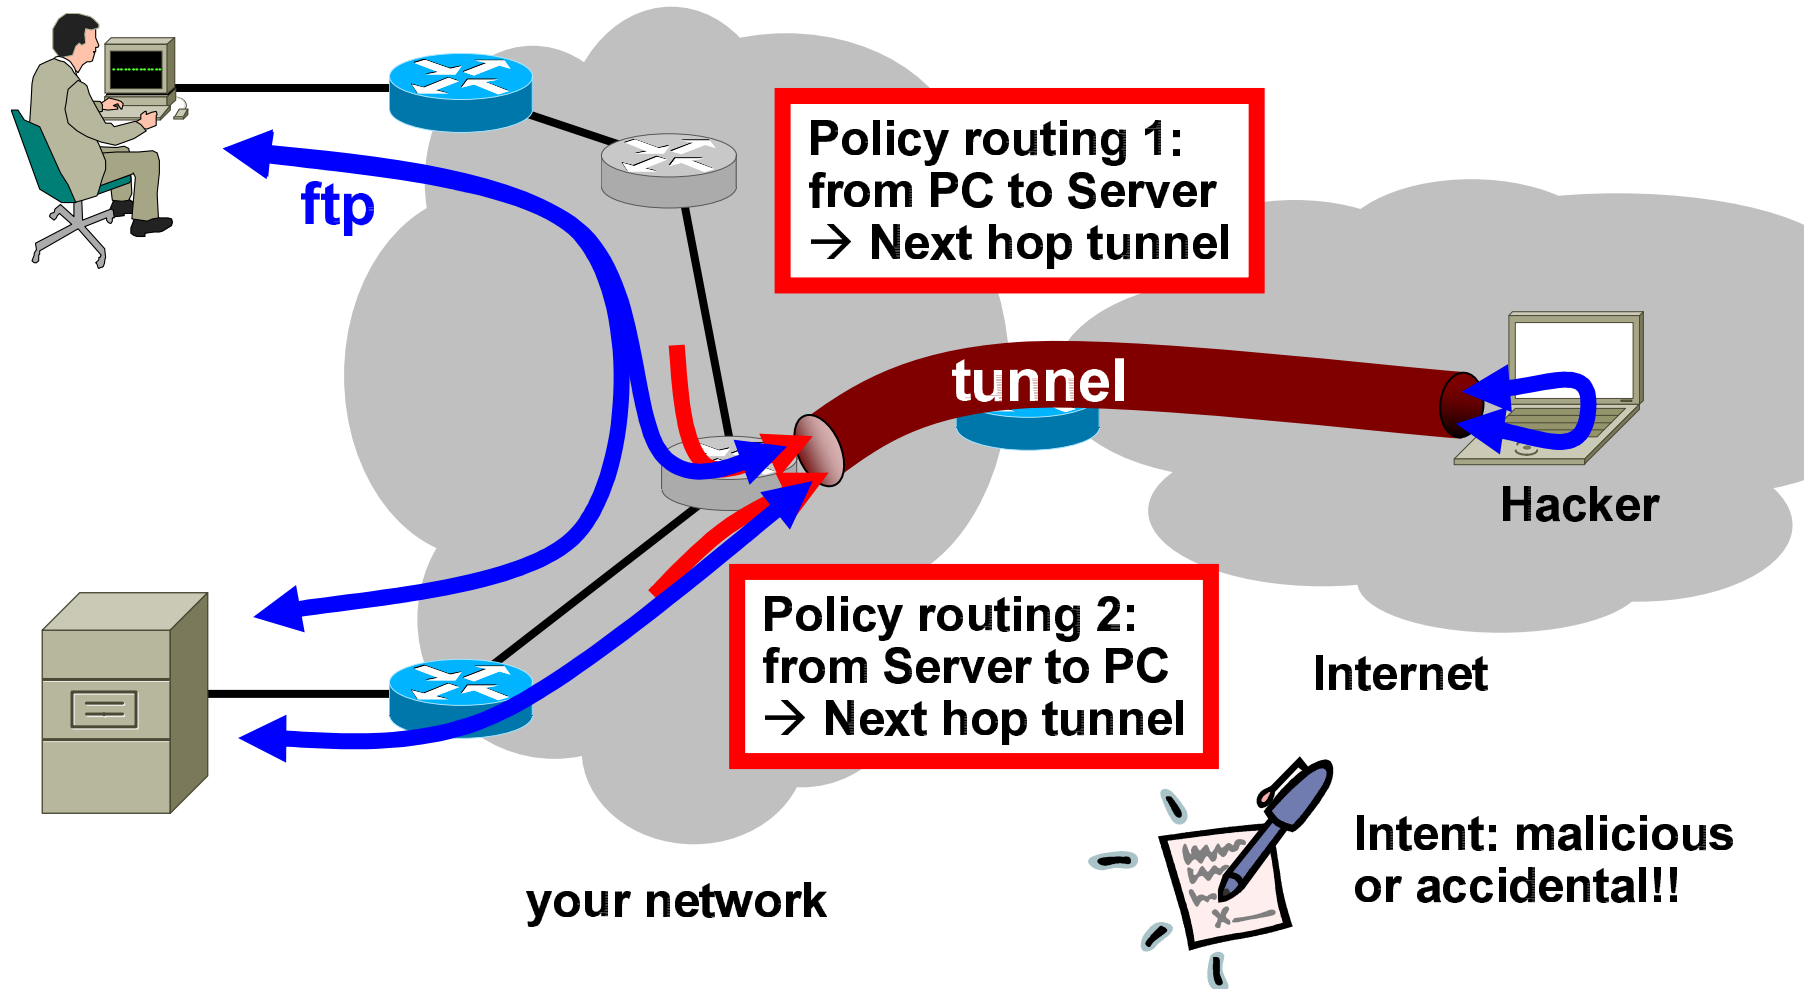 ftp
Policy routing 1:
from PC to Server
→ Next hop tunnel
tunnel
Hacker
Policy routing 2:
from Server to PC
→ Next hop tunnel
Internet
Intent: malicious
or accidental!!
your network